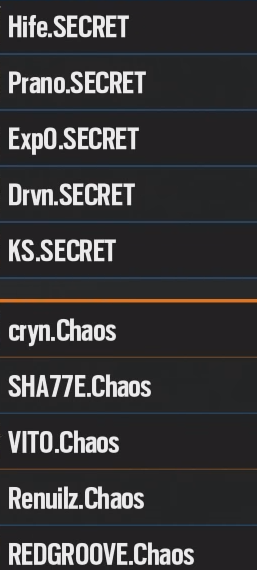 Hife.SECRET
Prano.SECRET
Exp0.SECRET
Drvn.SECRET
KS.SECRET
cryn.Chaos
SHA77E.Chaos
VITO.Chaos
Renuilz.Chaos
REDGROOVE.Chaos